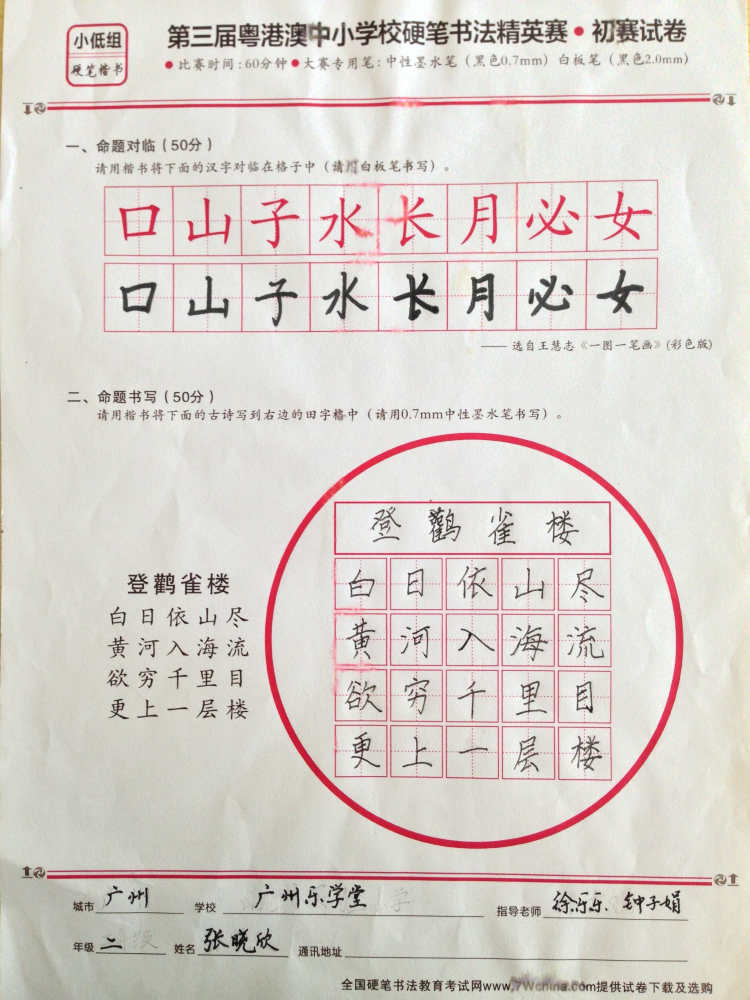 小低组
硬笔楷书
第三届粤港澳中小学校硬笔书法精英赛·初赛试卷
●比赛时间:60分钟●大赛专用笔:中性墨水笔(黑色0.7mm) 白板笔(黑色2.0mm)
一、命题对临(50分)
请用楷书将下面的汉字对临在格子中(请用白板笔书写)。
口山子水长月必女
口山子水长月必女
——选自王慧志《一图一笔画》(彩色版)
二、命题书写(50分)
请用楷书将下面的古诗写到右边的田字格中(请用0.7mm中性墨水笔书写)。
登鹳雀楼
白日依山尽
黄河入海流
欲穷千里目
更上一层楼
登鹳雀楼
白日依山尽
黄河入海流
欲穷千里目
更上一层楼
城市 广州 学校 广州乐学堂 指导老师 徐乐乐 钟子娟
年级 二 姓名 张晓欣 通讯地址
全国硬笔书法教育考试网www.7Wchina.com提供试卷下载及选购